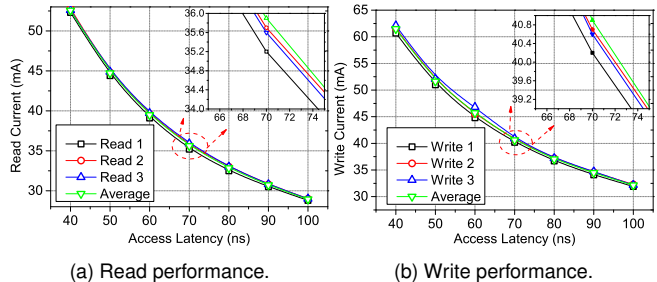 36.0
35.6
35.2
34.8
34.4
34.0
66 68 70 72 74
50
45
40
35
30
Read Current (mA)
Read 1
Read 2
Read 3
Average
40 50 60 70 80 90 100
Access Latency (ns)
(a) Read performance.
65
60
55
50
45
40
35
30
Write Current (mA)
40.8
40.4
40.0
39.6
39.2
66 68 70 72 74
Write 1
Write 2
Write 3
Average
40 50 60 70 80 90 100
Access Latency (ns)
(b) Write performance.